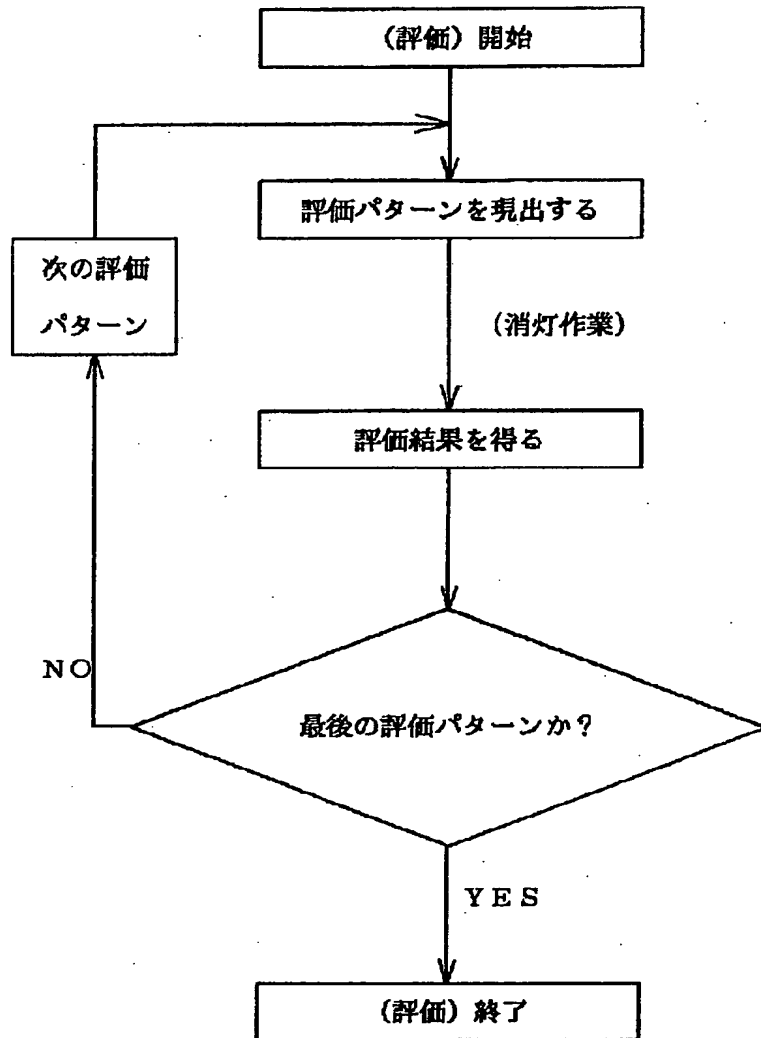 (評価)開始
評価パターンを現出する
次の評価
パターン
(消灯作業)
評価結果を得る
NO
最後の評価パターンか?
YES
(評価)終了